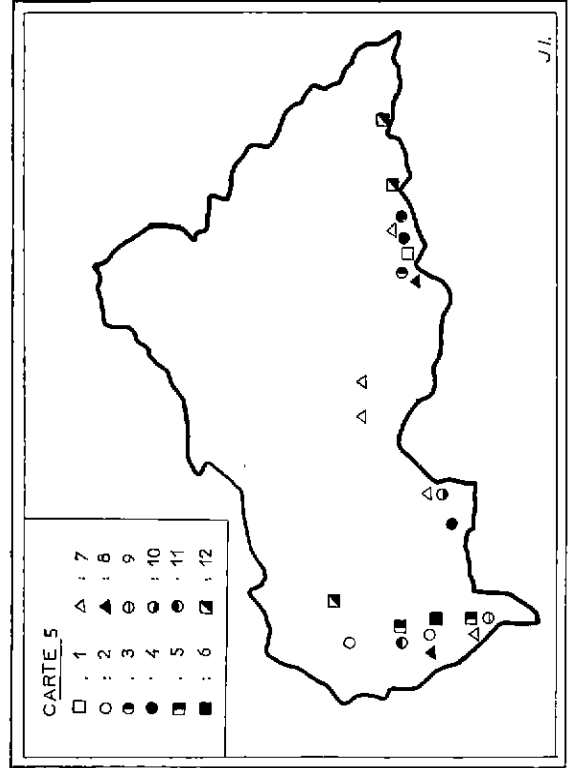 CARTE 5
□ : 1 △ : 7
○ : 2 ▲ : 8
◑ : 3 ⊖ : 9
● : 4 ◒ : 10
◧ : 5 ◓ : 11
■ : 6 ◪ : 12
J I.